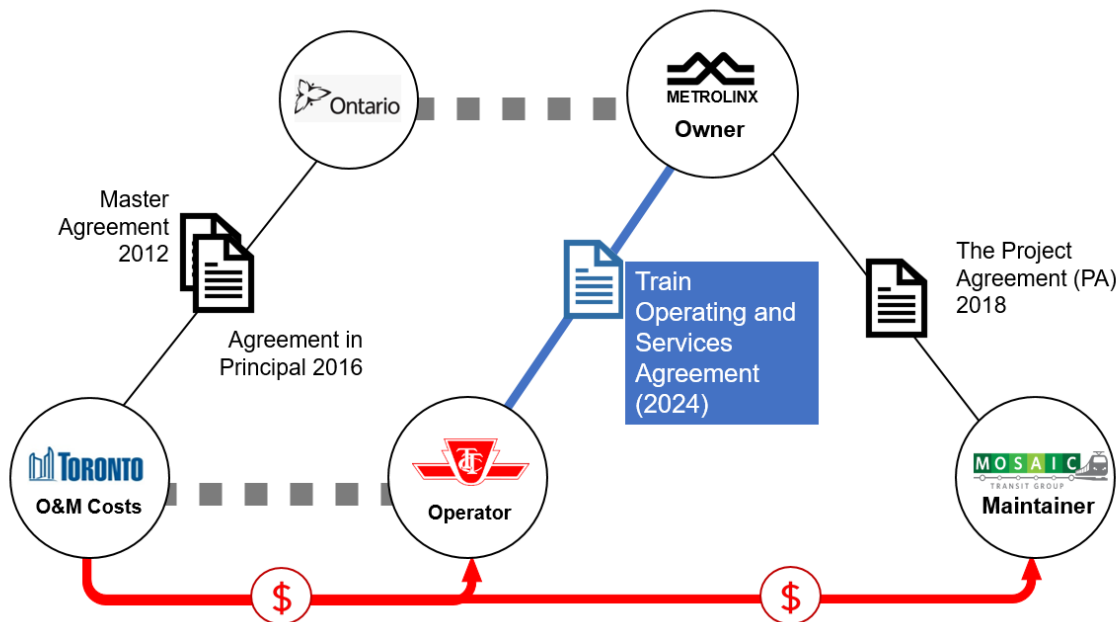 Ontario
METROLINX
Owner
Master
Agreement
2012
Agreement in
Principal 2016
Train
Operating and
Services
Agreement
(2024)
The Project
Agreement (PA)
2018
TORONTO
O&M Costs
TTC
Operator
MOSAIC
TRANSIT GROUP
Maintainer
$
$